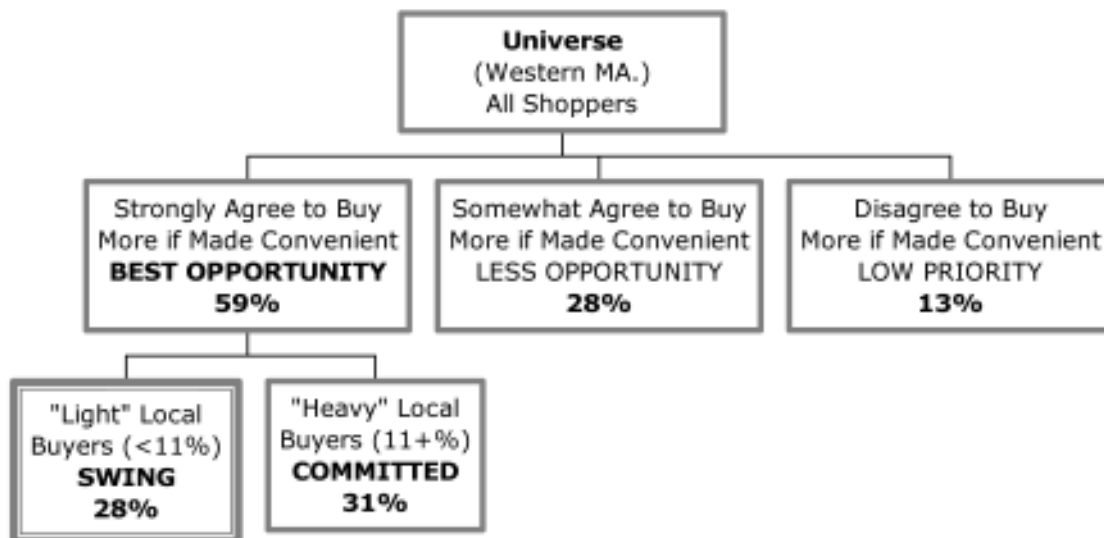 Universe
(Western MA.)
All Shoppers
Strongly Agree to Buy
More if Made Convenient
BEST OPPORTUNITY
59%
Somewhat Agree to Buy
More if Made Convenient
LESS OPPORTUNITY
28%
Disagree to Buy
More if Made Convenient
LOW PRIORITY
13%
"Light" Local
Buyers (<11%)
SWING
28%
"Heavy" Local
Buyers (11+%)
COMMITTED
31%